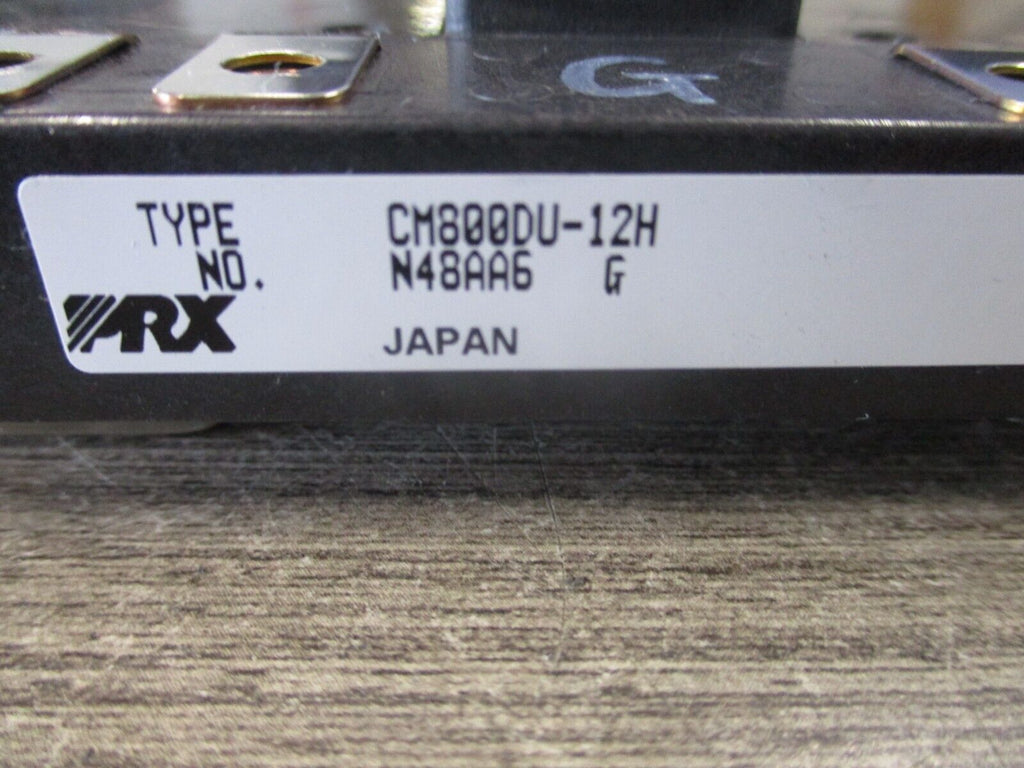 G
TYPE CM800DU-12H
NO. N48AA6 G
PRX JAPAN